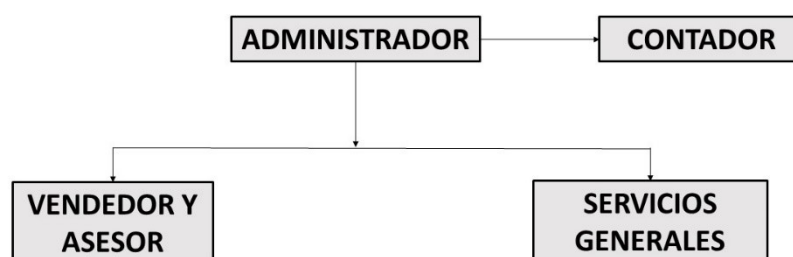 ADMINISTRADOR
CONTADOR
VENDEDOR Y
ASESOR
SERVICIOS
GENERALES